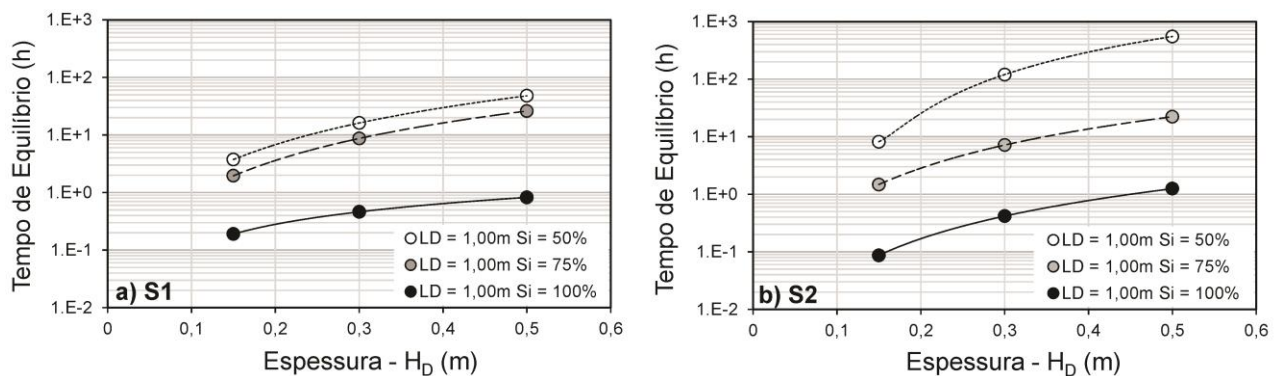 Tempo de Equilíbrio (h)
1.E+3
1.E+2
1.E+1
1.E+0
1.E-1
1.E-2
LD = 1,00m Si = 50%
LD = 1,00m Si = 75%
LD = 1,00m Si = 100%
a) S1
0 0,1 0,2 0,3 0,4 0,5 0,6
Espessura - H_D (m)
Tempo de Equilíbrio (h)
1.E+3
1.E+2
1.E+1
1.E+0
1.E-1
1.E-2
LD = 1,00m Si = 50%
LD = 1,00m Si = 75%
LD = 1,00m Si = 100%
b) S2
0 0,1 0,2 0,3 0,4 0,5 0,6
Espessura - H_D (m)